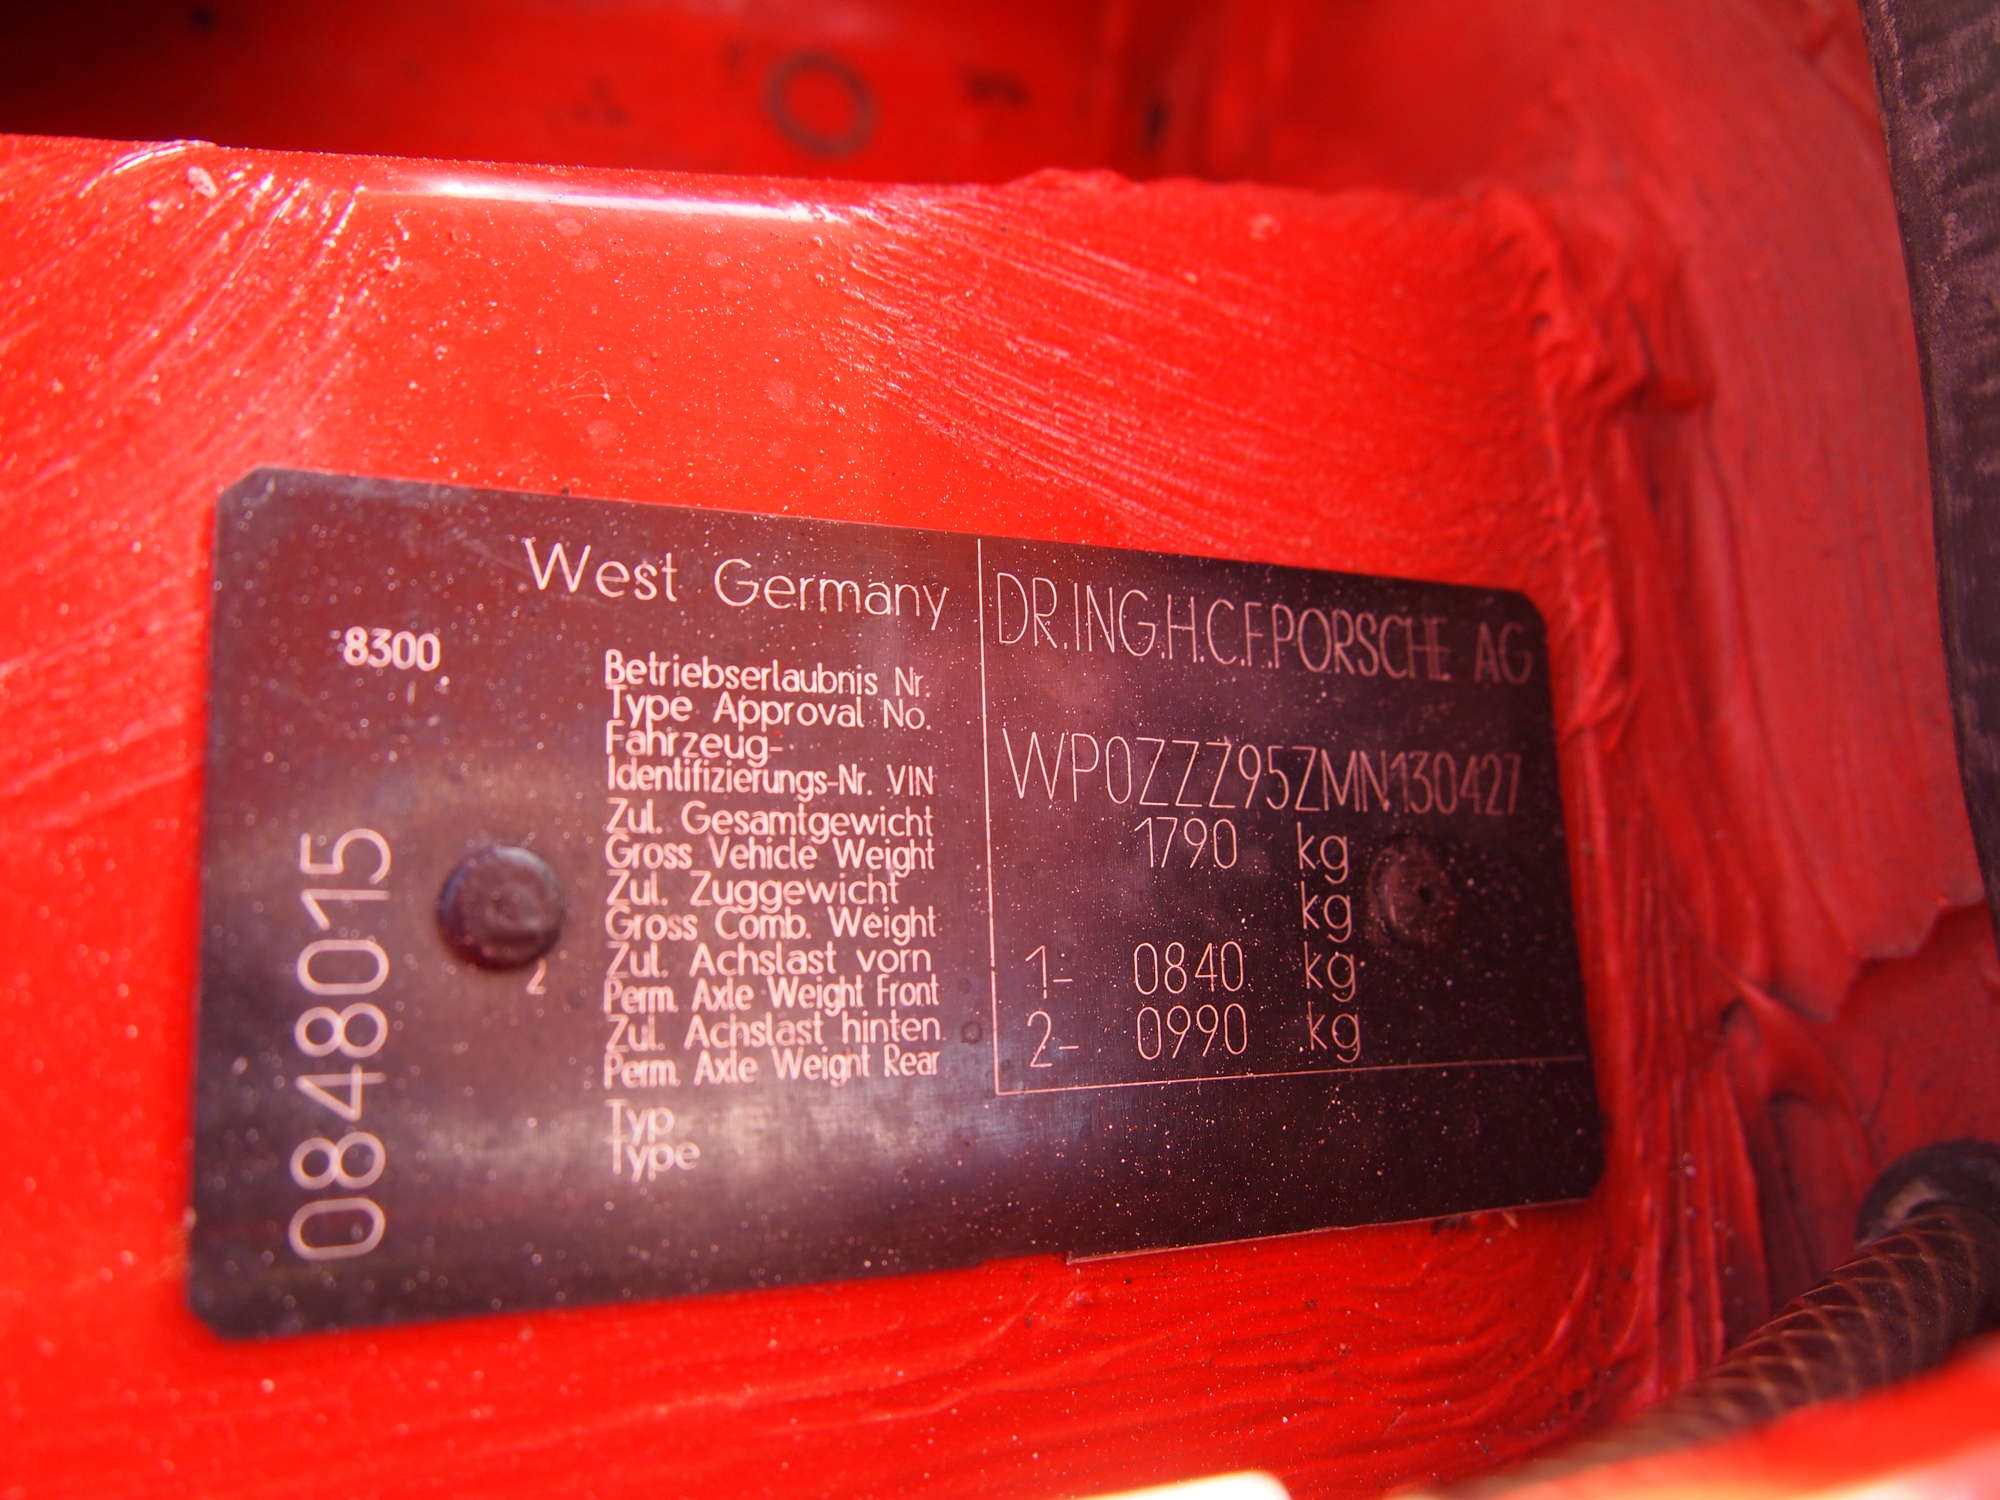 West Germany
DR.ING.H.C.F.PORSCHE AG
8300
Betriebserlaubnis Nr.
Type Approval No.
Fahrzeug-
Identifizierungs-Nr. VIN
WP0ZZZ95ZMN130427
Zul. Gesamtgewicht
Gross Vehicle Weight
1790 kg
Zul. Zuggewicht
Gross Comb. Weight
kg
Zul. Achslast vorn
Perm. Axle Weight Front
1- 0840 kg
Zul. Achslast hinten
Perm. Axle Weight Rear
2- 0990 kg
Typ
Type
0848015
2